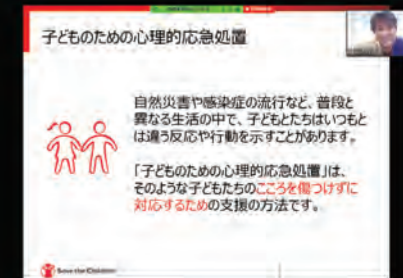 子どものための心理的応急処置
自然災害や感染症の流行など、普段と
異なる生活の中で、子どもたちはいつもと
は違う反応や行動を示すことがあります。
「子どものための心理的応急処置」は、
そのような子どもたちのこころを傷つけずに
対応するための支援の方法です。
Save the Children